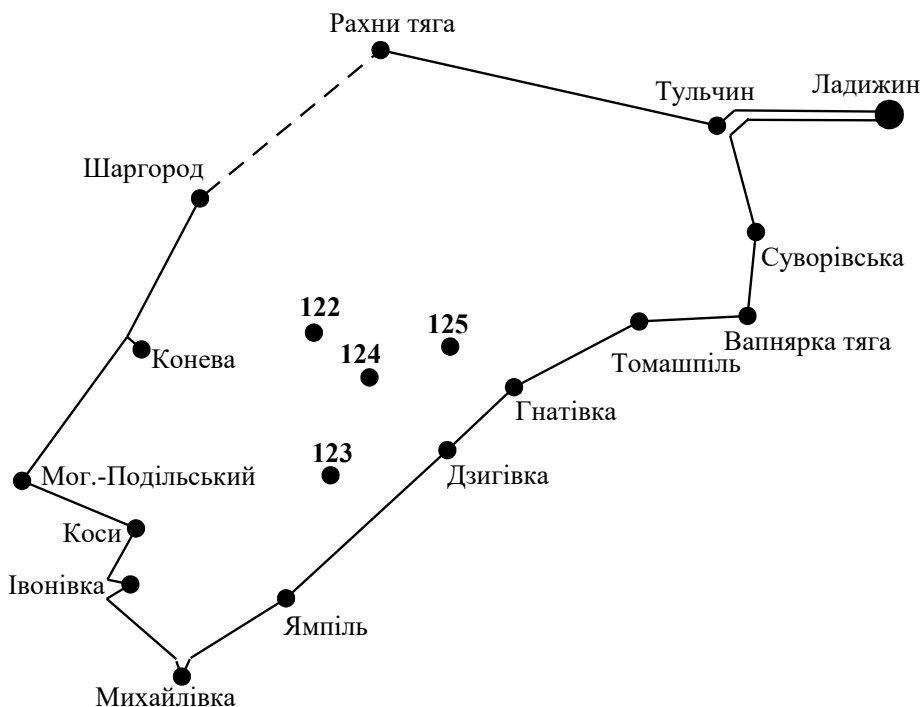 Рахни тяга
Ладижин
Тульчин
Шаргород
Суворівська
122
125
Вапнярка тяга
124
Конева
Томашпіль
Гнатівка
123
Мог.-Подільський
Дзигівка
Коси
Івонівка
Ямпіль
Михайлівка